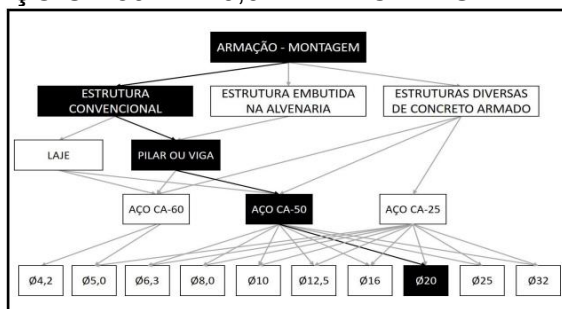 ARMAÇÃO - MONTAGEM
ESTRUTURA
CONVENCIONAL
ESTRUTURA EMBUTIDA
NA ALVENARIA
ESTRUTURAS DIVERSAS
DE CONCRETO ARMADO
LAJE
PILAR OU VIGA
AÇO CA-60
AÇO CA-50
AÇO CA-25
Ø4,2
Ø5,0
Ø6,3
Ø8,0
Ø10
Ø12,5
Ø16
Ø20
Ø25
Ø32